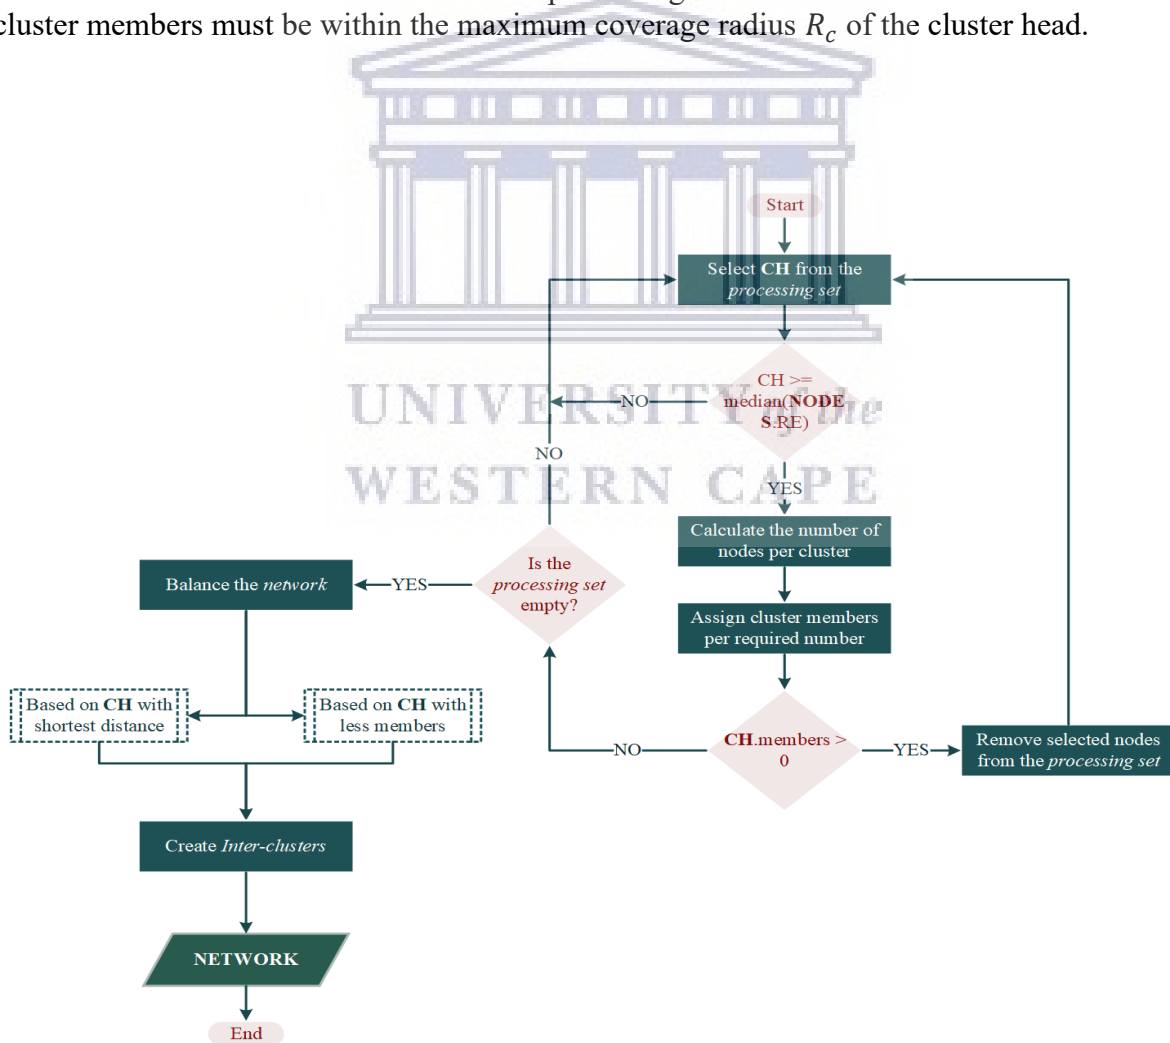 cluster members must be within the maximum coverage radius R_c of the cluster head.
UNIVERSITY of the
WESTERN CAPE
Start
Select CH from the
processing set
CH >=
median(NODE
S.RE)
NO
YES
Calculate the number of
nodes per cluster
Assign cluster members
per required number
CH.members >
0
YES
Remove selected nodes
from the processing set
NO
Is the
processing set
empty?
NO
YES
Balance the network
Based on CH with
shortest distance
Based on CH with
less members
Create Inter-clusters
NETWORK
End